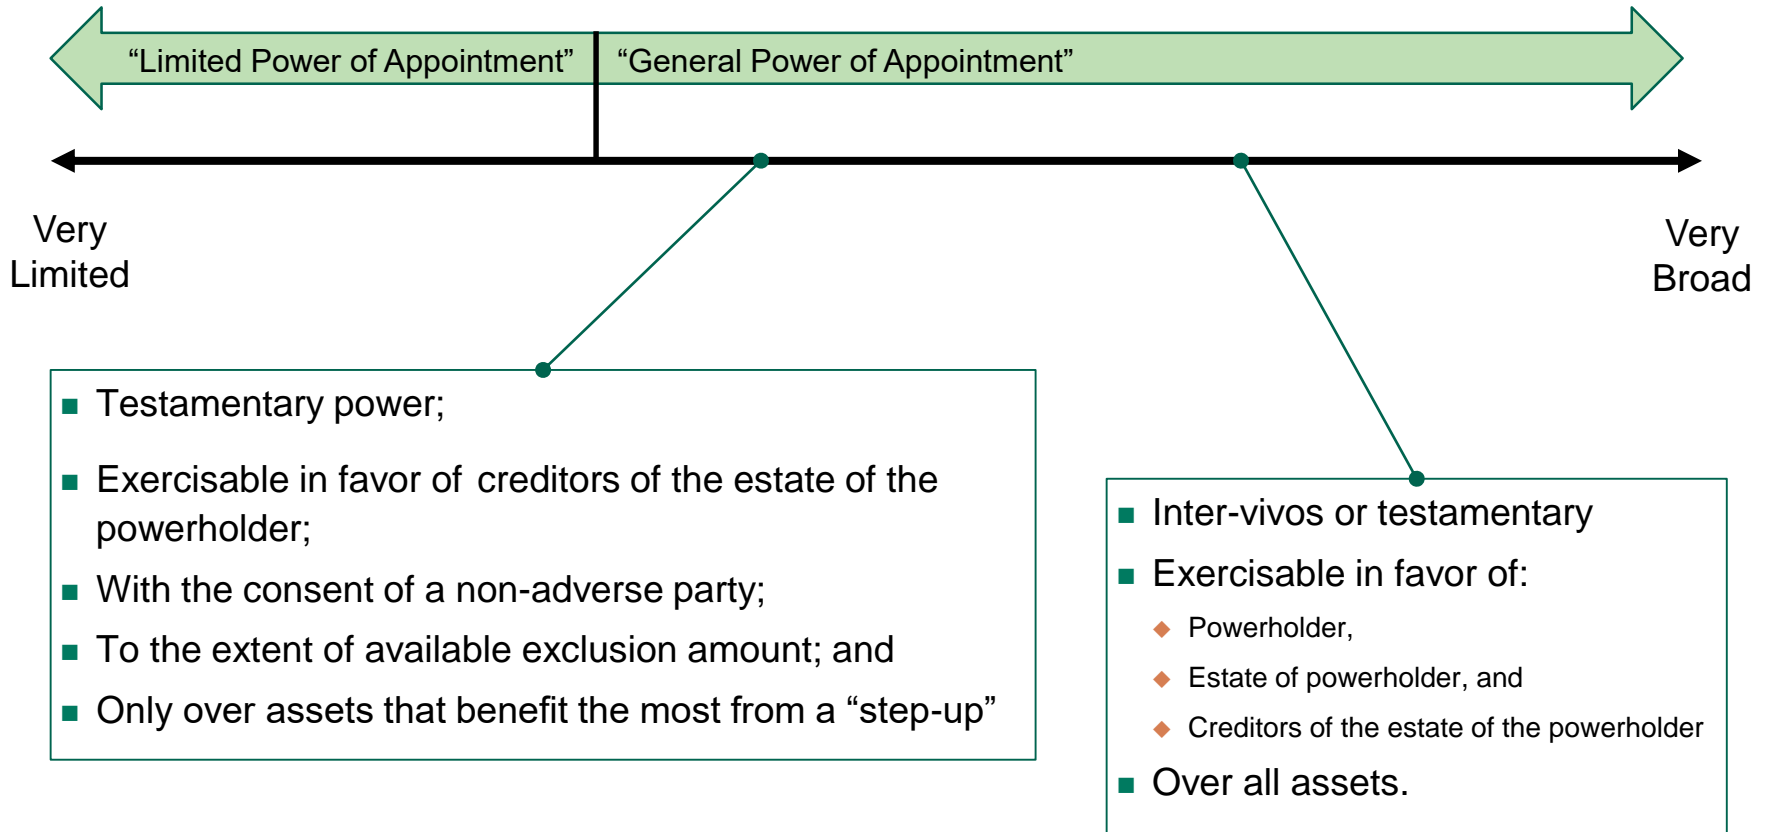 “Limited Power of Appointment” “General Power of Appointment”
Very
Limited
Very
Broad
■ Testamentary power;
■ Exercisable in favor of creditors of the estate of the
powerholder;
■ With the consent of a non-adverse party;
■ To the extent of available exclusion amount; and
■ Only over assets that benefit the most from a “step-up”
■ Inter-vivos or testamentary
■ Exercisable in favor of:
◆ Powerholder,
◆ Estate of powerholder, and
◆ Creditors of the estate of the powerholder
■ Over all assets.